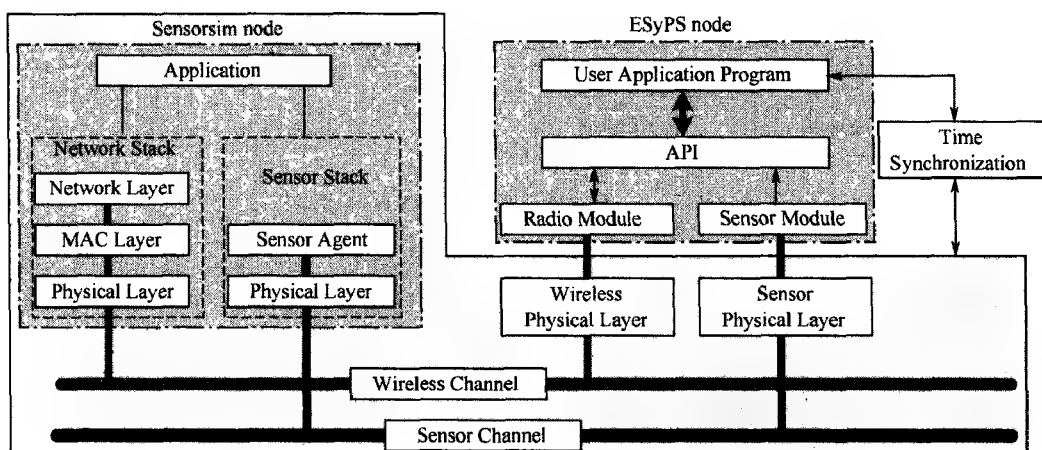 Sensorsim node
Application
Network Stack
Network Layer
MAC Layer
Physical Layer
Sensor Stack
Sensor Agent
Physical Layer
ESyPS node
User Application Program
API
Radio Module
Sensor Module
Time
Synchronization
Wireless
Physical Layer
Sensor
Physical Layer
Wireless Channel
Sensor Channel